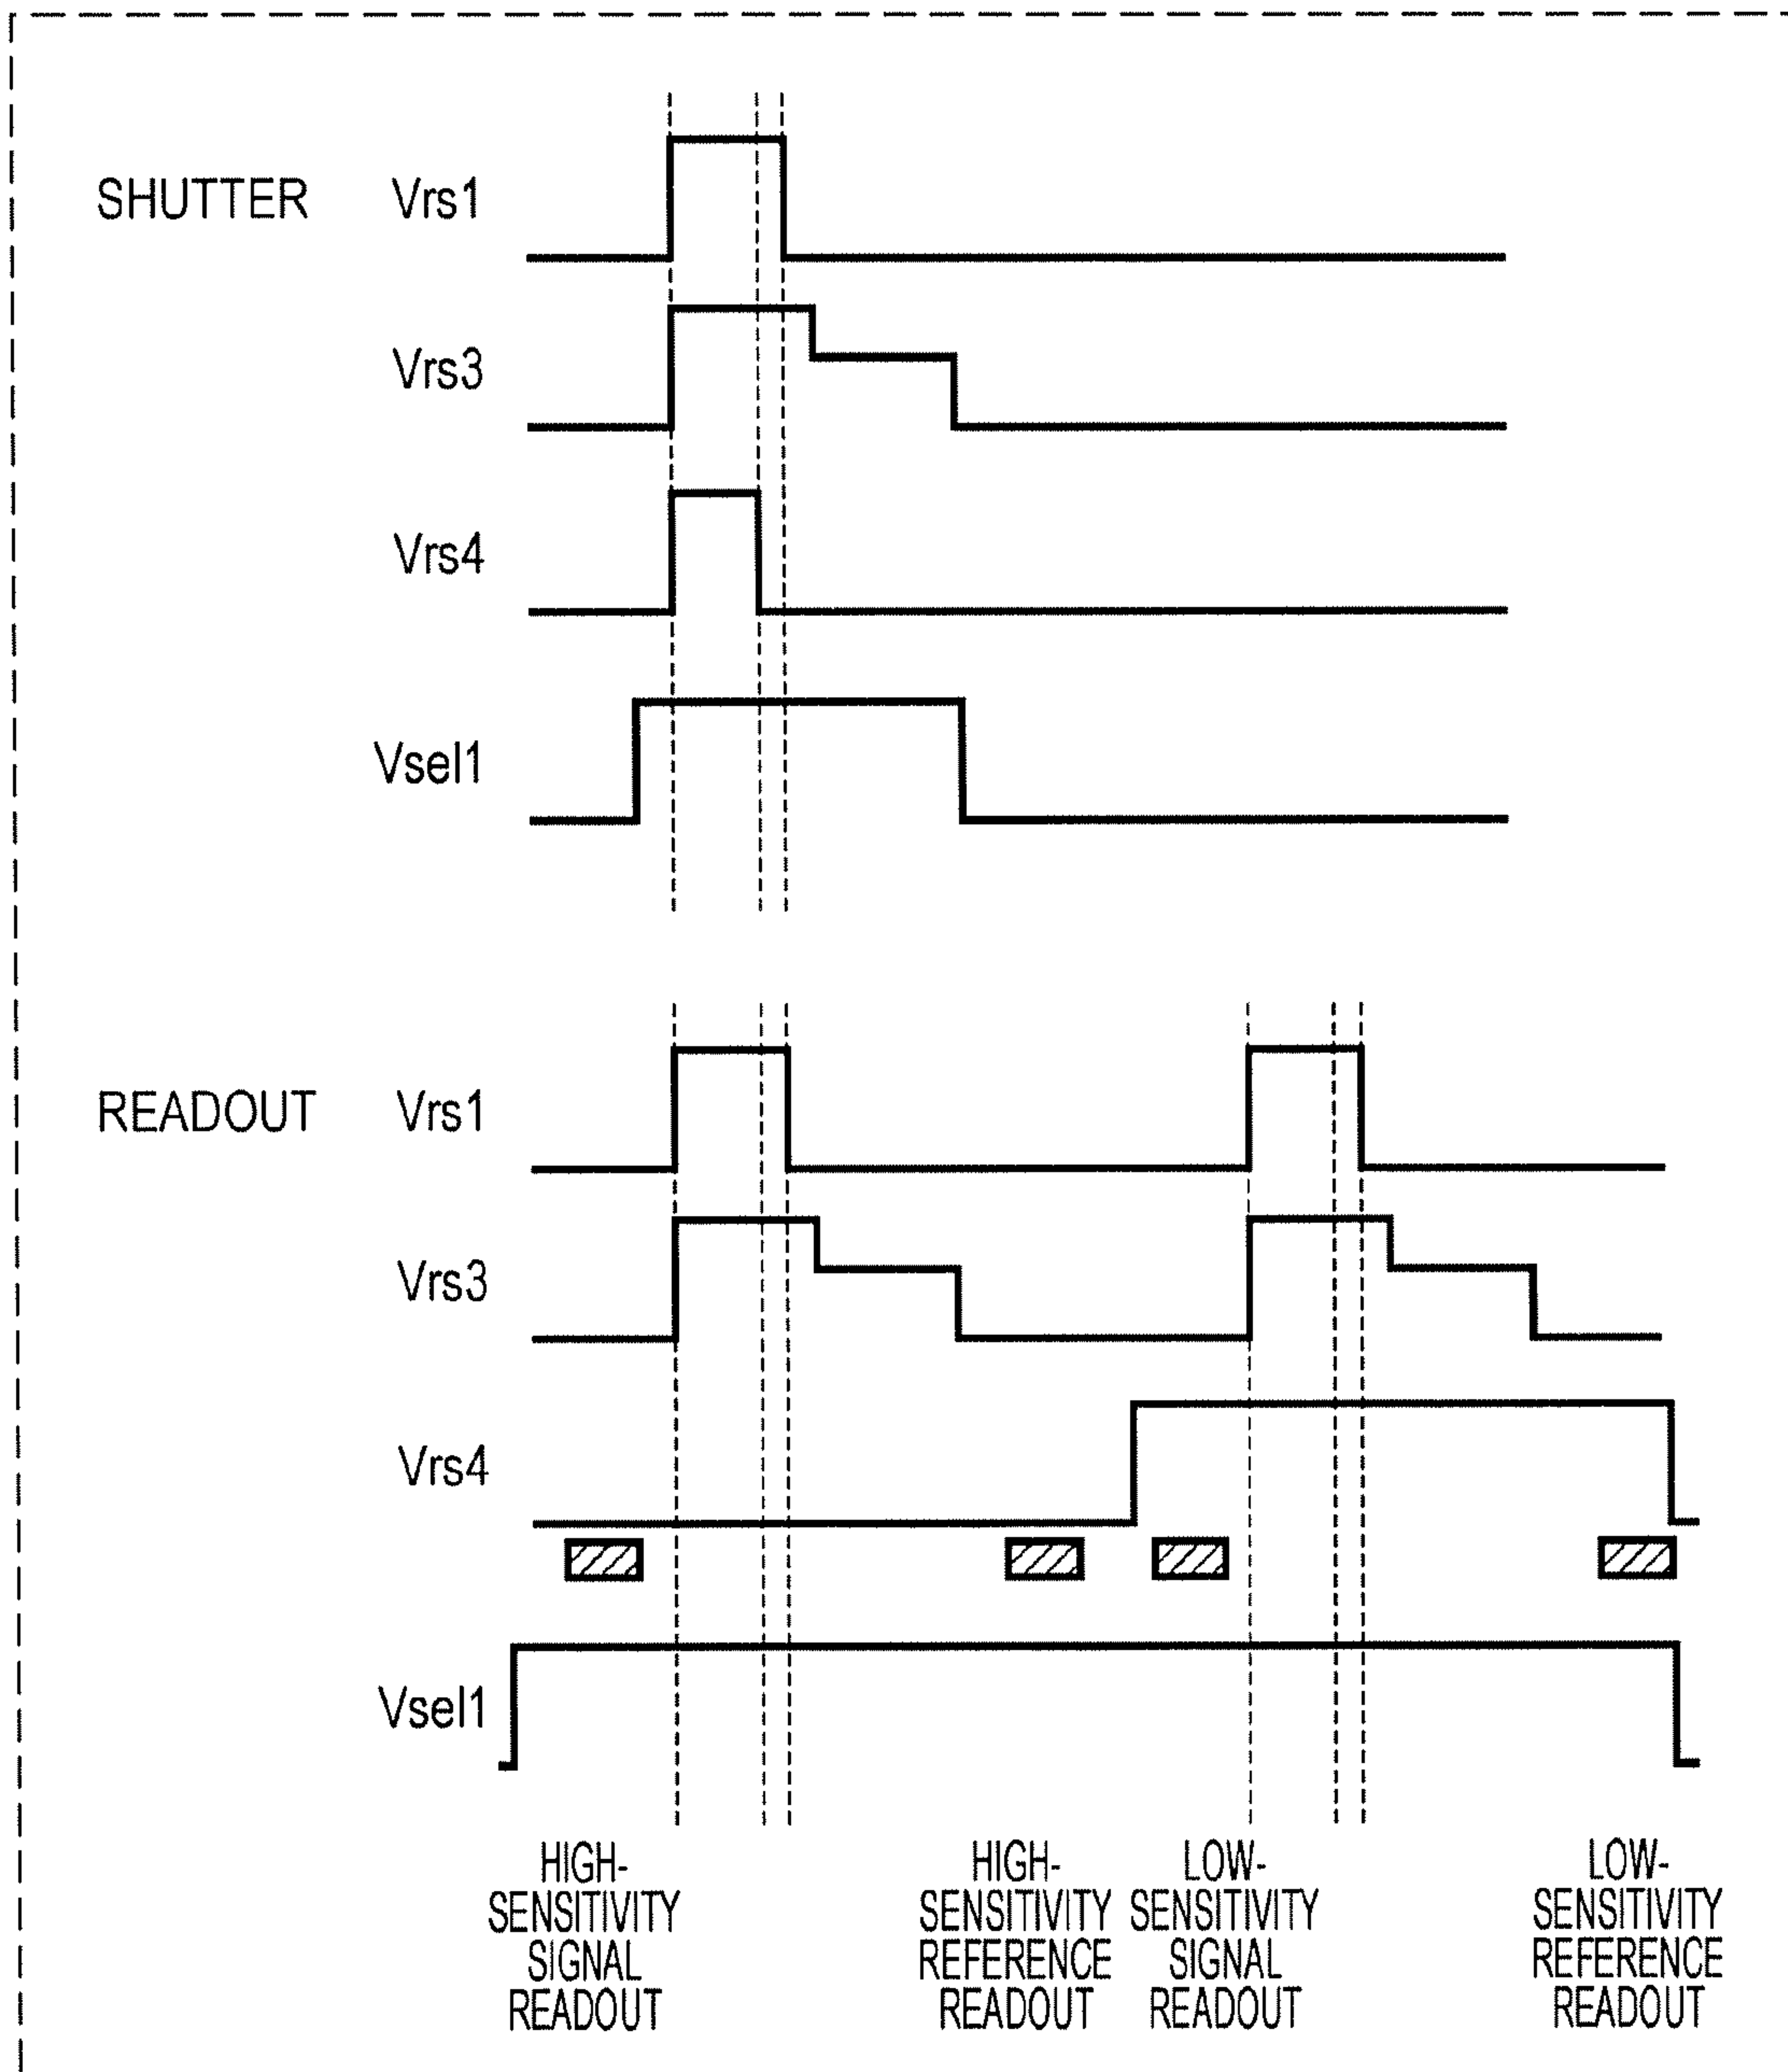 SHUTTER Vrs1
Vrs3
Vrs4
Vsel1
READOUT Vrs1
Vrs3
Vrs4
Vsel1
HIGH-
SENSITIVITY
SIGNAL
READOUT
HIGH-
SENSITIVITY
REFERENCE
READOUT
LOW-
SENSITIVITY
SIGNAL
READOUT
LOW-
SENSITIVITY
REFERENCE
READOUT